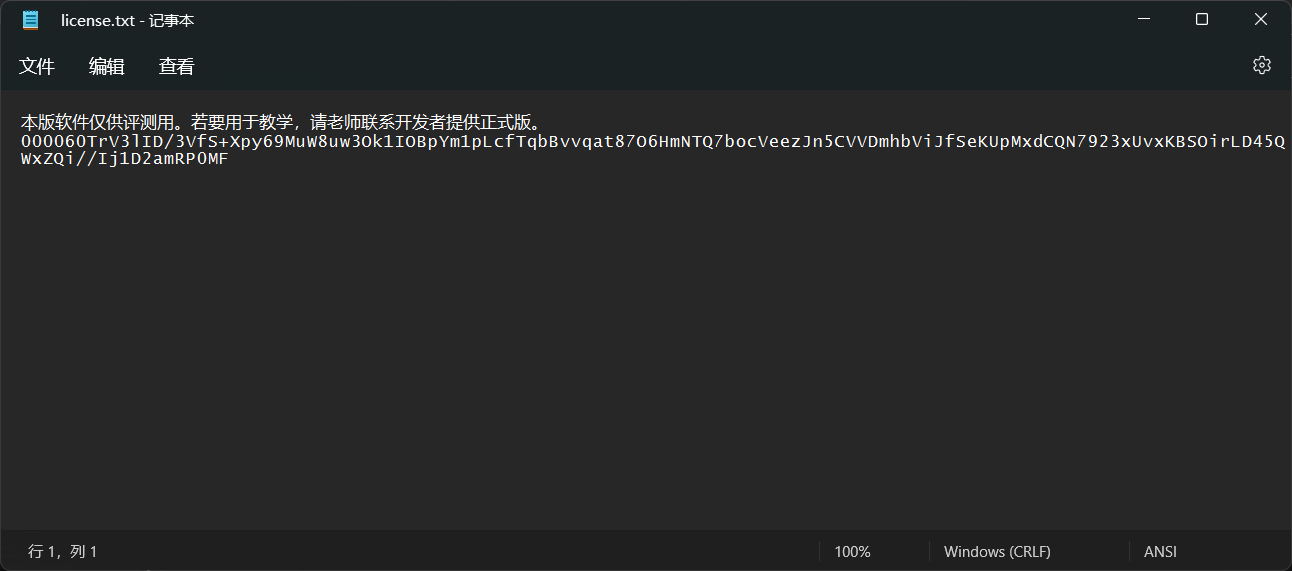 license.txt - 记事本
文件 编辑 查看
本版软件仅供评测用。若要用于教学，请老师联系开发者提供正式版。
000060TrV3lID/3VfS+Xpy69MuW8uw3Ok1IOBpYm1pLcfTqbBvvqat87O6HmNTQ7bocVeezJn5CVVDmhbViJfSeKUpMxdCQN7923xUvxKBSOirLD45Q
WxZQi//Ij1D2amRP0MF
行 1，列 1 100% Windows (CRLF) ANSI